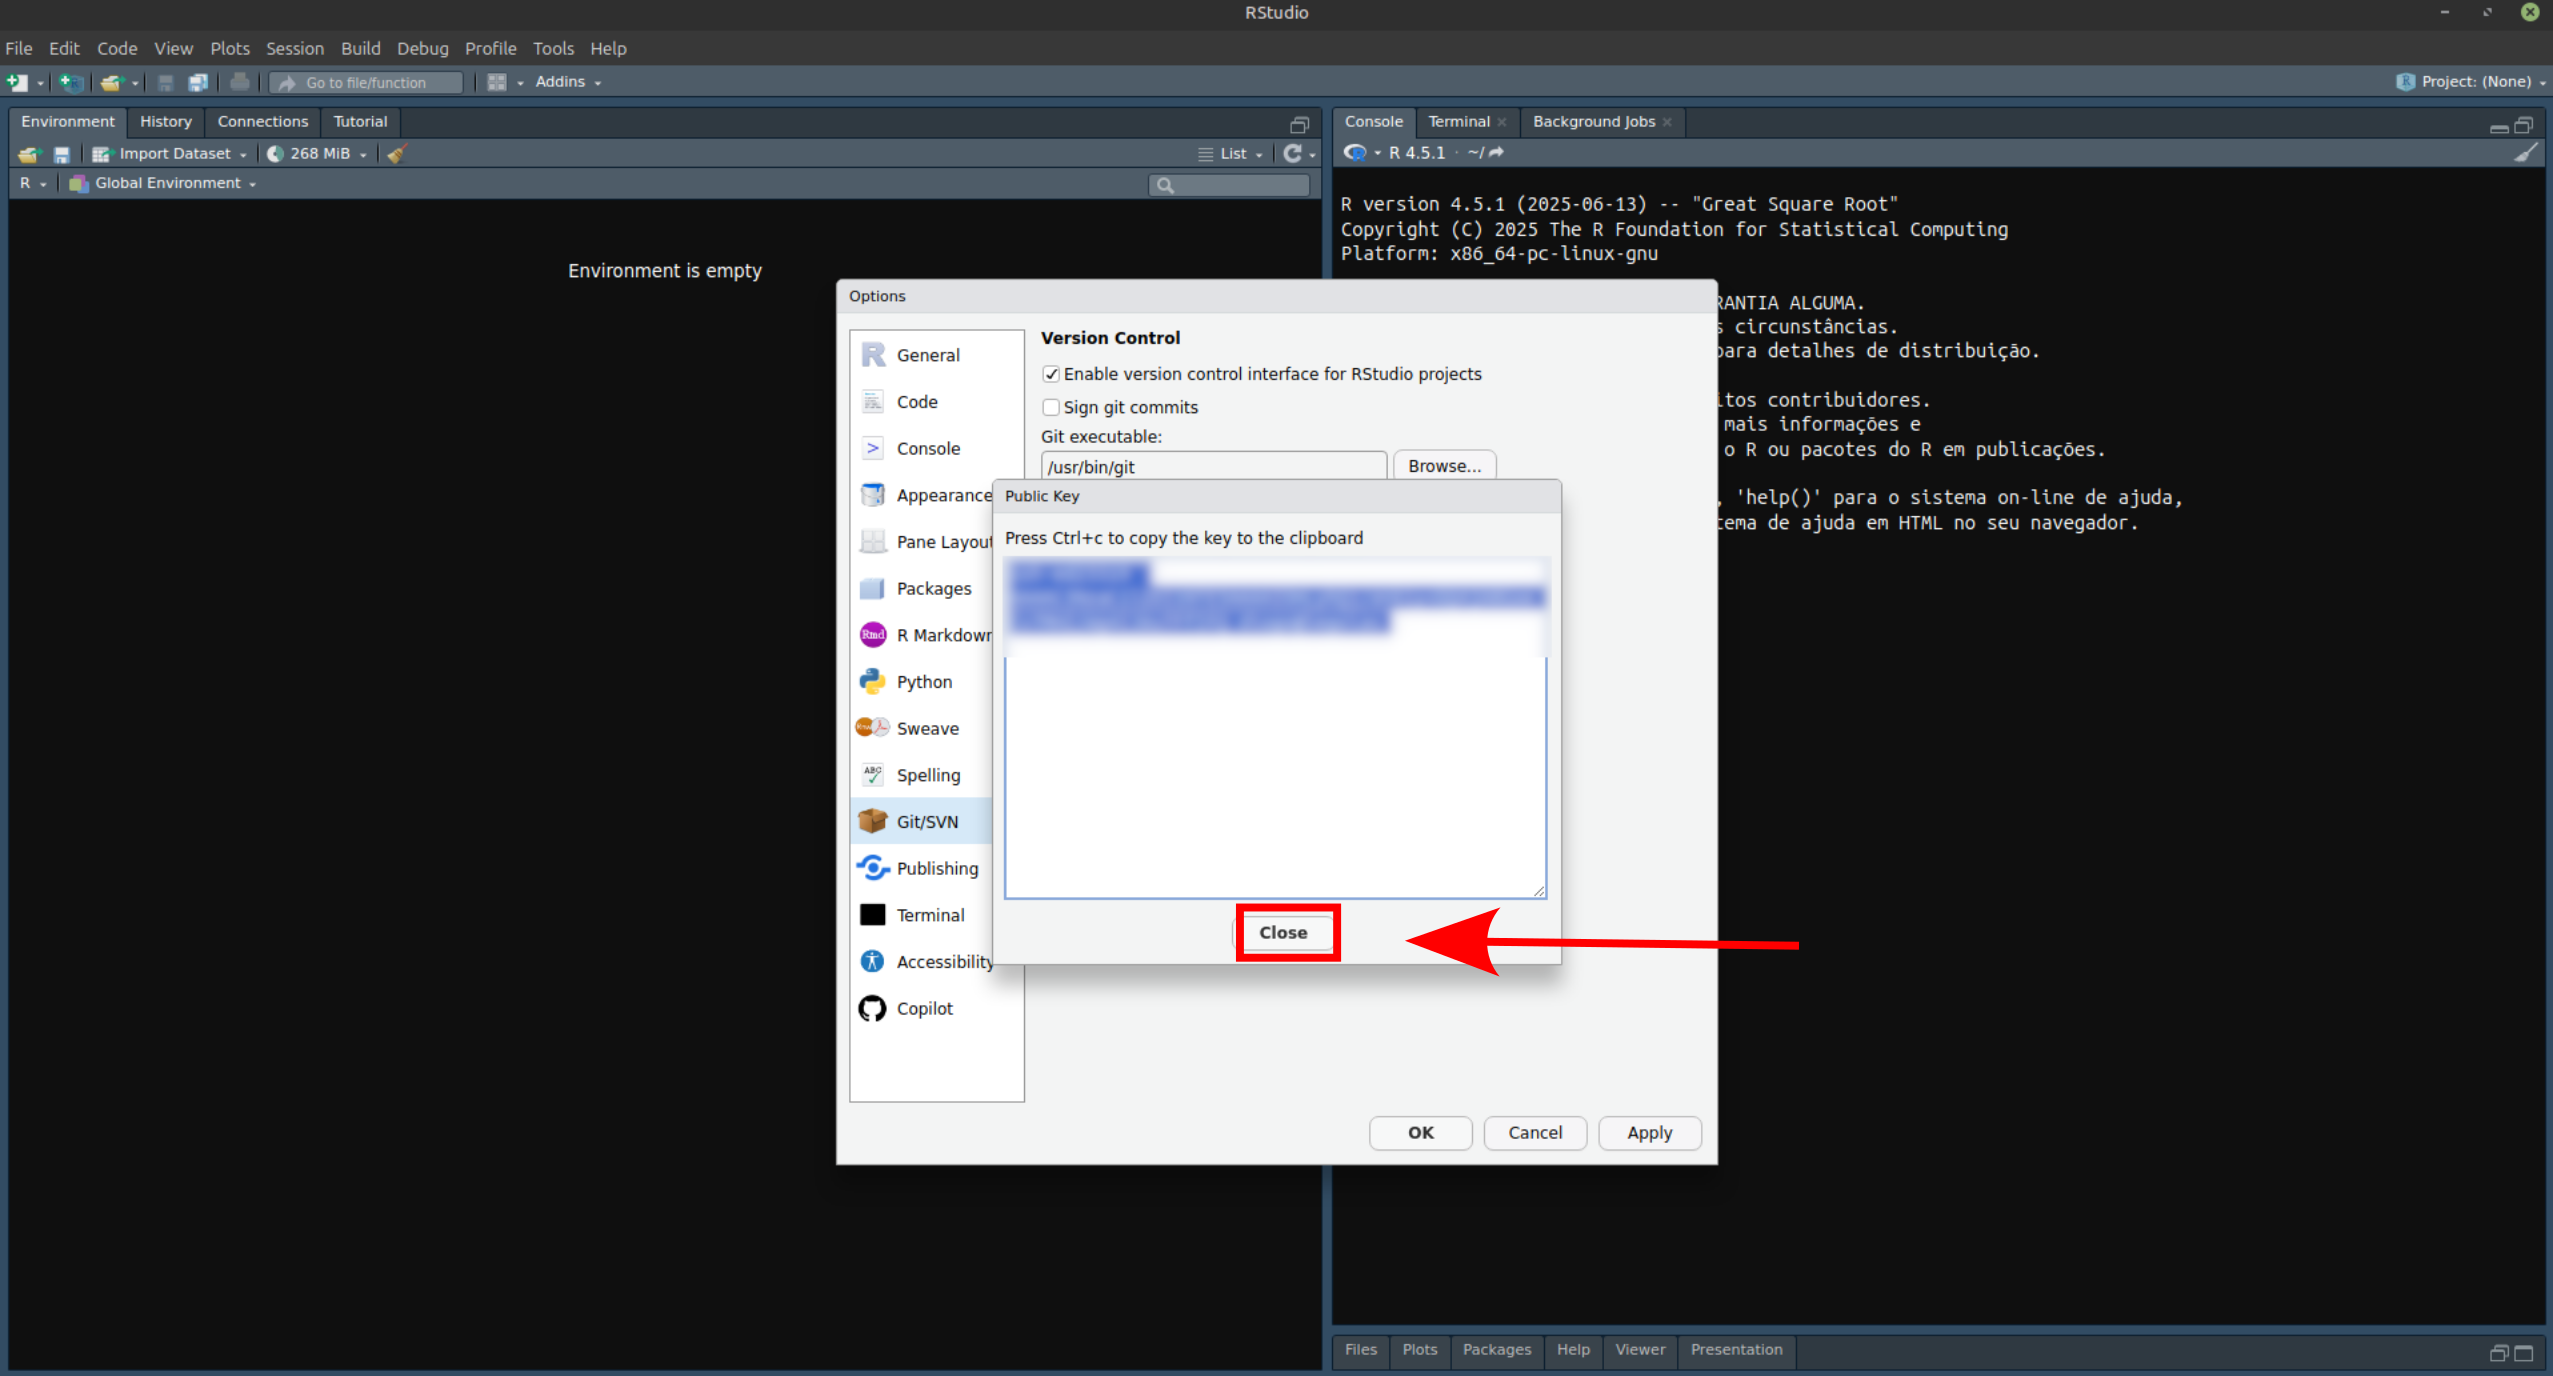 RStudio
File Edit Code View Plots Session Build Debug Profile Tools Help
Go to file/function Addins Project: (None)
Environment History Connections Tutorial
Import Dataset 268 MiB List
R Global Environment
Environment is empty
Console Terminal Background Jobs
R 4.5.1 · ~/
R version 4.5.1 (2025-06-13) -- "Great Square Root"
Copyright (C) 2025 The R Foundation for Statistical Computing
Platform: x86_64-pc-linux-gnu
RANTIA ALGUMA.
s circunstâncias.
para detalhes de distribuição.
itos contribuidores.
mais informações e
o R ou pacotes do R em publicações.
, 'help()' para o sistema on-line de ajuda,
tema de ajuda em HTML no seu navegador.
Options
General
Code
Console
Appearance
Pane Layout
Packages
Rmd R Markdown
Python
Sweave
ABC Spelling
Git/SVN
Publishing
Terminal
Accessibility
Copilot
Version Control
Enable version control interface for RStudio projects
Sign git commits
Git executable:
/usr/bin/git Browse...
Public Key
Press Ctrl+c to copy the key to the clipboard
Close
OK Cancel Apply
Files Plots Packages Help Viewer Presentation